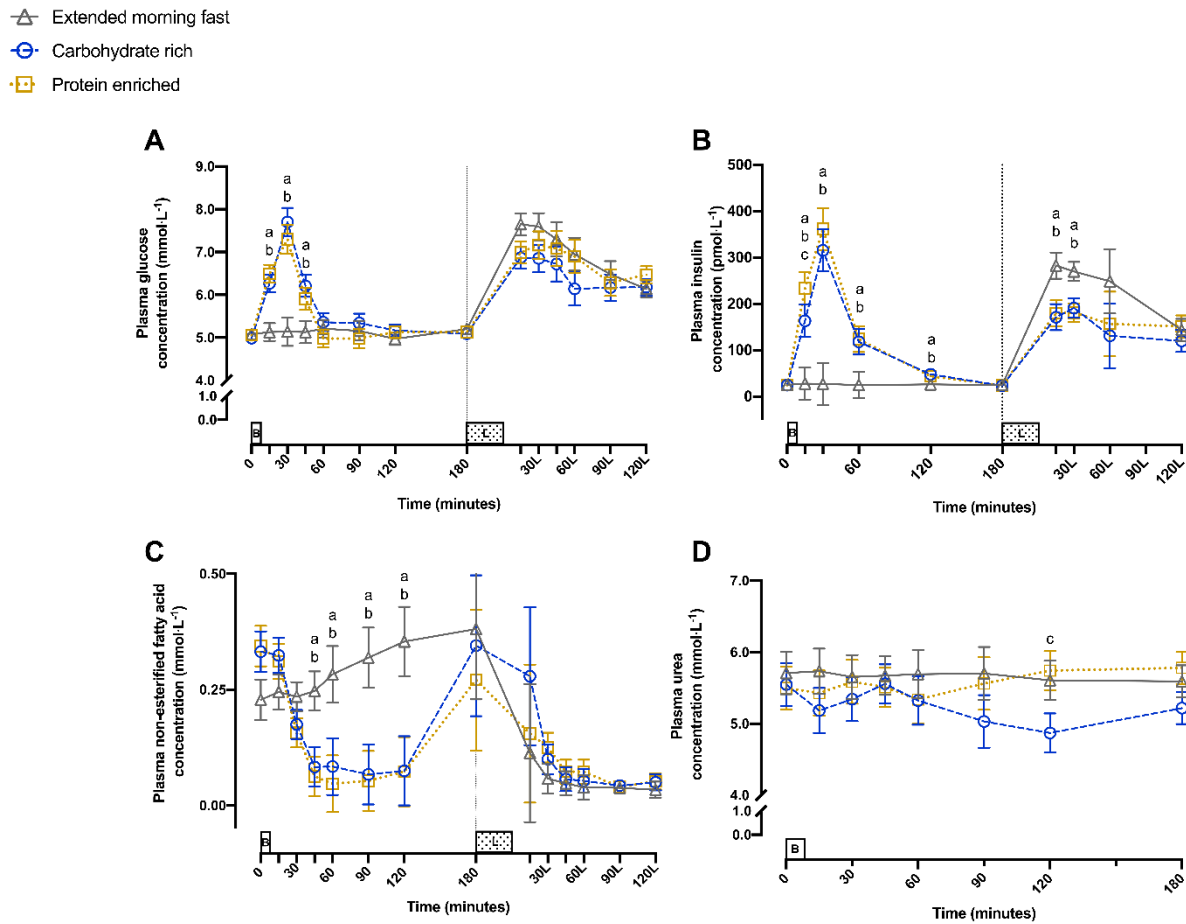 Extended morning fast
Carbohydrate rich
Protein enriched
A
Plasma glucose
concentration (mmol·L⁻¹)
9.0
8.0
7.0
6.0
5.0
4.0
1.0
0.0
a
b
a
b
a
b
B
L
0
30
60
90
120
180
30L
60L
90L
120L
Time (minutes)
B
Plasma insulin
concentration (pmol·L⁻¹)
500
400
300
200
100
0
a
b
c
a
b
a
b
a
b
a
b
a
b
B
L
0
30
60
120
180
30L
60L
90L
120L
Time (minutes)
C
Plasma non-esterified fatty acid
concentration (mmol·L⁻¹)
0.50
0.25
0.00
a
b
a
b
a
b
a
b
B
L
0
30
60
90
120
180
30L
60L
90L
120L
Time (minutes)
D
Plasma urea
concentration (mmol·L⁻¹)
7.0
6.0
5.0
4.0
1.0
0.0
c
B
0
30
60
90
120
180
Time (minutes)